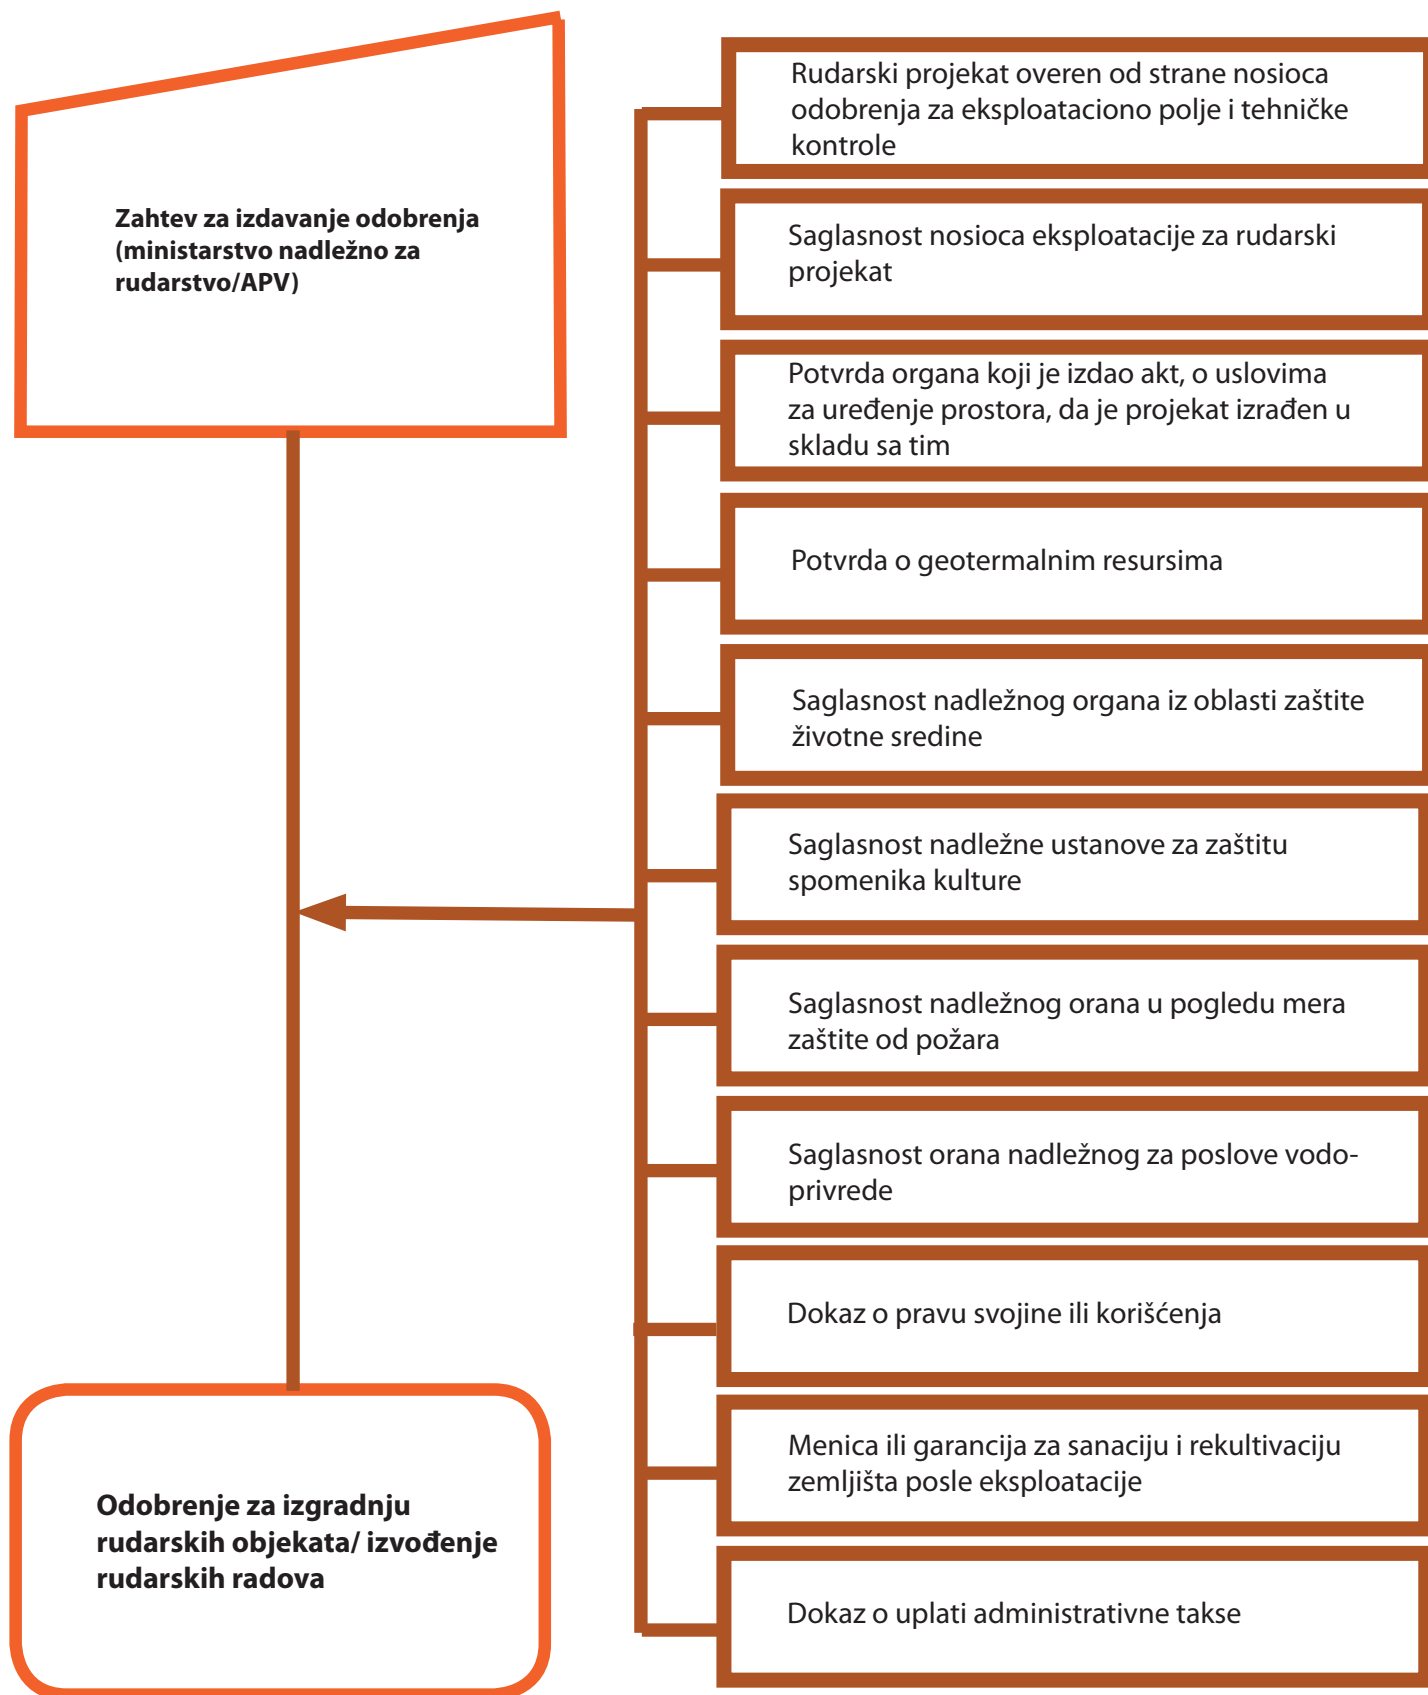 Zahtev za izdavanje odobrenja
(ministarstvo nadležno za
rudarstvo/APV)
Rudarski projekat overen od strane nosioca
odobrenja za eksploataciono polje i tehničke
kontrole
Saglasnost nosioca eksploatacije za rudarski
projekat
Potvrda organa koji je izdao akt, o uslovima
za uređenje prostora, da je projekat izrađen u
skladu sa tim
Potvrda o geotermalnim resursima
Saglasnost nadležnog organa iz oblasti zaštite
životne sredine
Saglasnost nadležne ustanove za zaštitu
spomenika kulture
Saglasnost nadležnog orana u pogledu mera
zaštite od požara
Saglasnost orana nadležnog za poslove vodo-
privrede
Dokaz o pravu svojine ili korišćenja
Menica ili garancija za sanaciju i rekultivaciju
zemljišta posle eksploatacije
Dokaz o uplati administrativne takse
Odobrenje za izgradnju
rudarskih objekata/ izvođenje
rudarskih radova